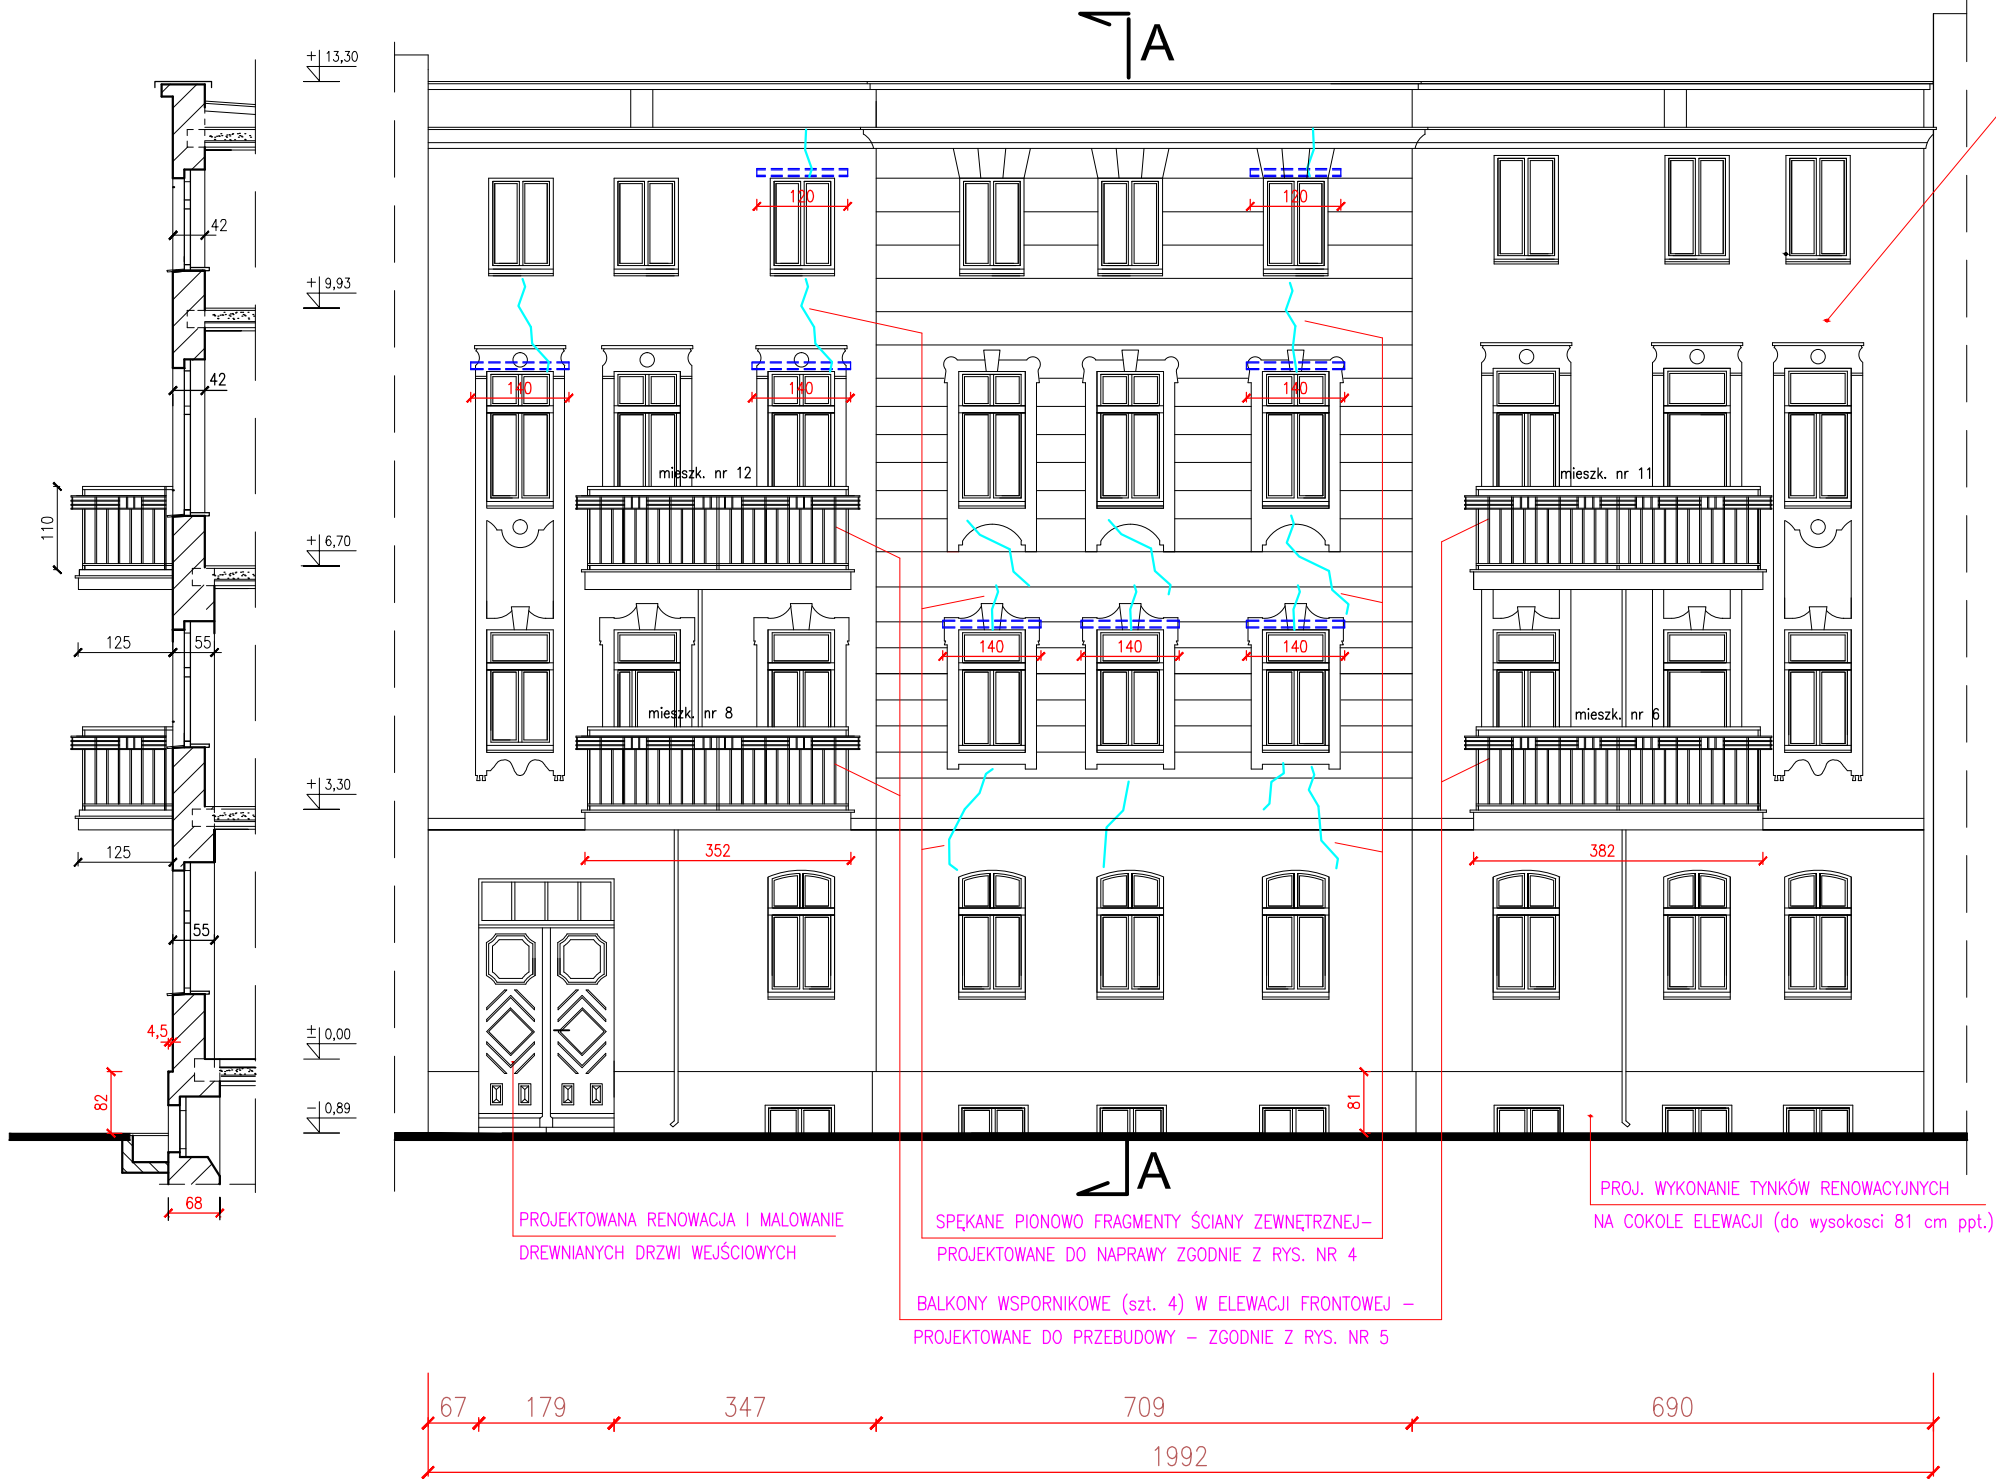 A
+ 13,30
120
120
42
+ 9,93
42
140
140
140
mieszk. nr 12
mieszk. nr 11
110
+ 6,70
125
55
140
140
140
mieszk. nr 8
mieszk. nr 6
+ 3,30
125
352
382
55
4,5
± 0,00
82
81
− 0,89
A
68
PROJEKTOWANA RENOWACJA I MALOWANIE
DREWNIANYCH DRZWI WEJŚCIOWYCH
SPĘKANE PIONOWO FRAGMENTY ŚCIANY ZEWNĘTRZNEJ–
PROJEKTOWANE DO NAPRAWY ZGODNIE Z RYS. NR 4
PROJ. WYKONANIE TYNKÓW RENOWACYJNYCH
NA COKOLE ELEWACJI (do wysokosci 81 cm ppt.)
BALKONY WSPORNIKOWE (szt. 4) W ELEWACJI FRONTOWEJ –
PROJEKTOWANE DO PRZEBUDOWY – ZGODNIE Z RYS. NR 5
67 179 347 709 690
1992